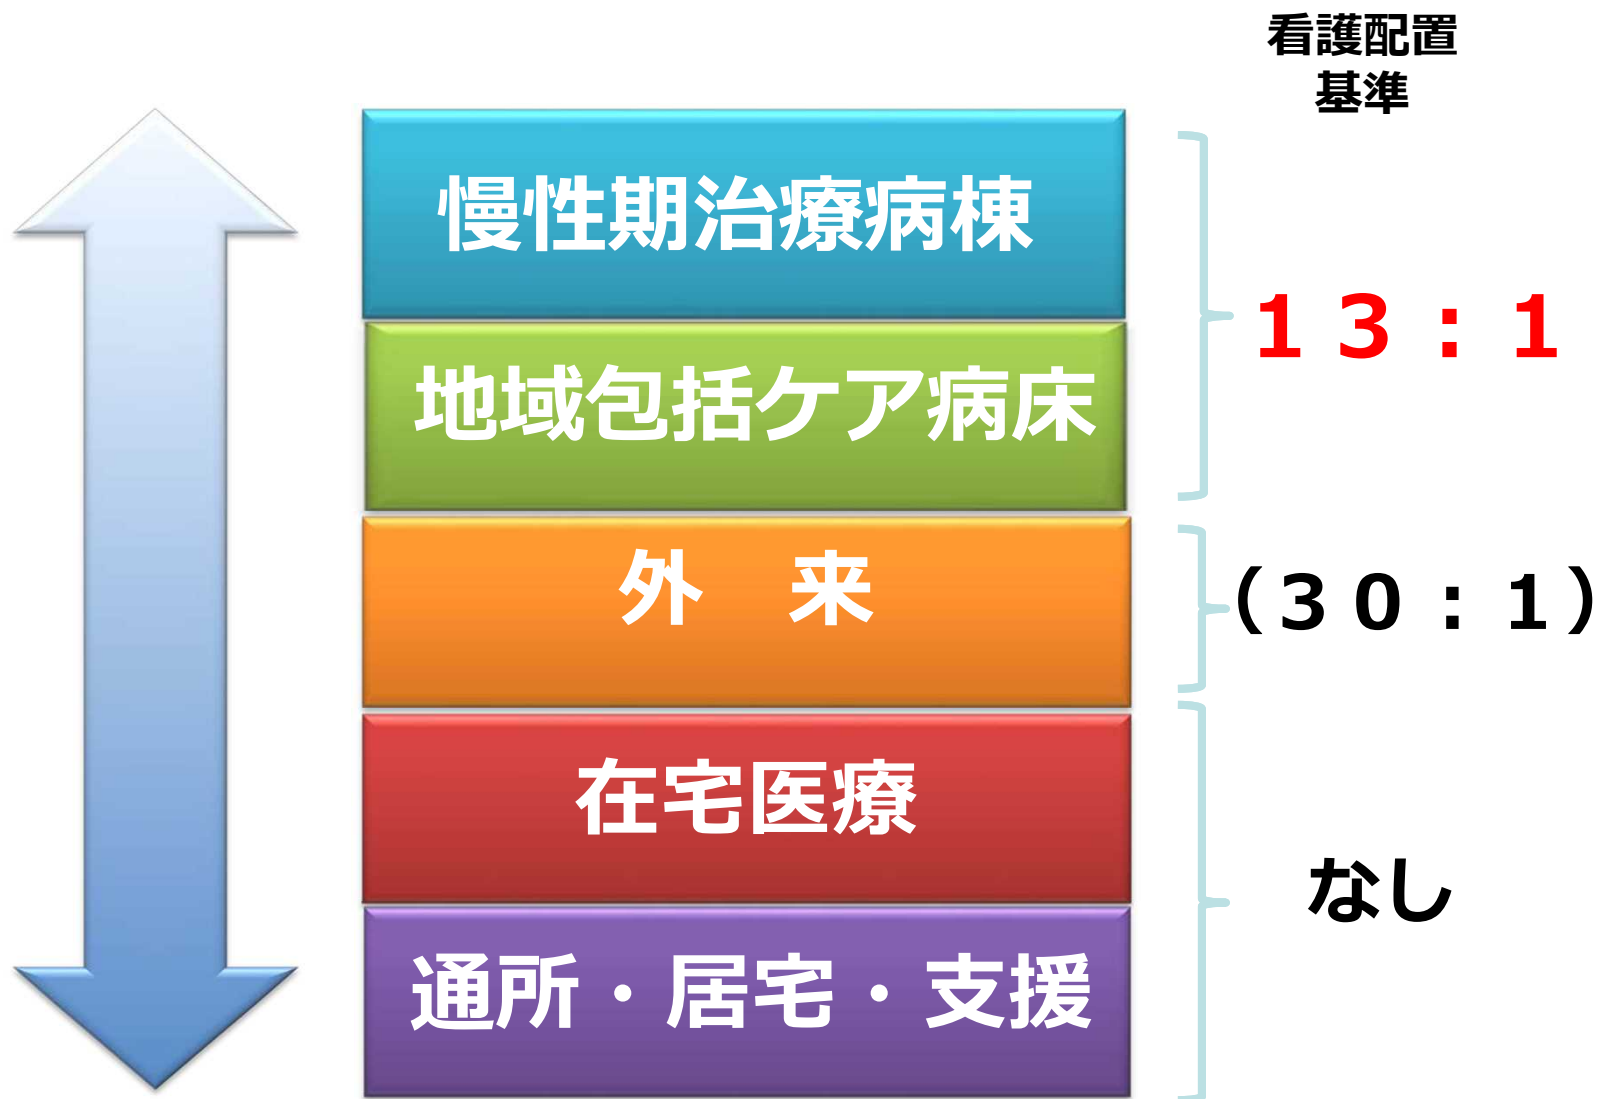 看護配置
基準
慢性期治療病棟
地域包括ケア病床
１３：１
外　来
（３０：１）
在宅医療
なし
通所・居宅・支援